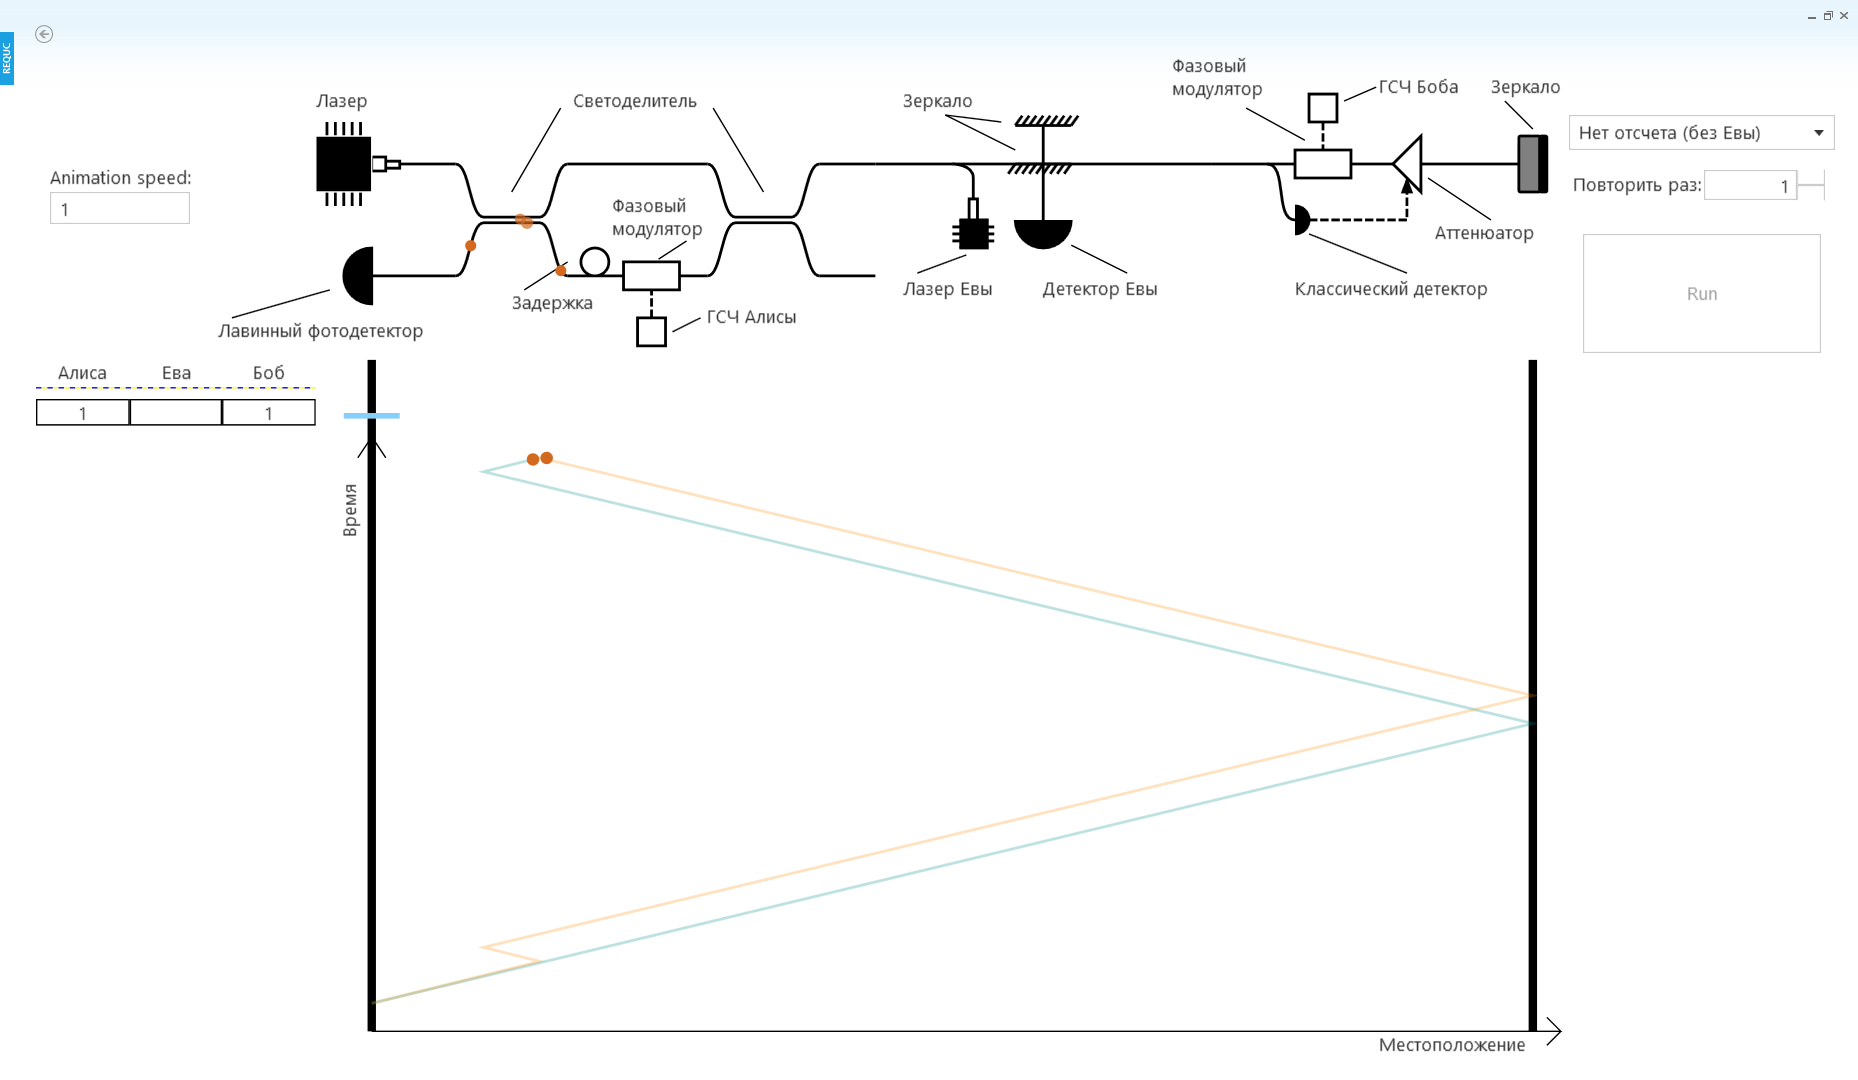 REQUC
Фазовый
модулятор
ГСЧ Боба
Зеркало
Лазер
Светоделитель
Зеркало
Нет отсчета (без Евы)
Animation speed:
1
Повторить раз:
1
Фазовый
модулятор
Аттенюатор
Задержка
Лазер Евы
Детектор Евы
Классический детектор
Run
ГСЧ Алисы
Лавинный фотодетектор
Алиса
Ева
Боб
1
1
Время
Местоположение